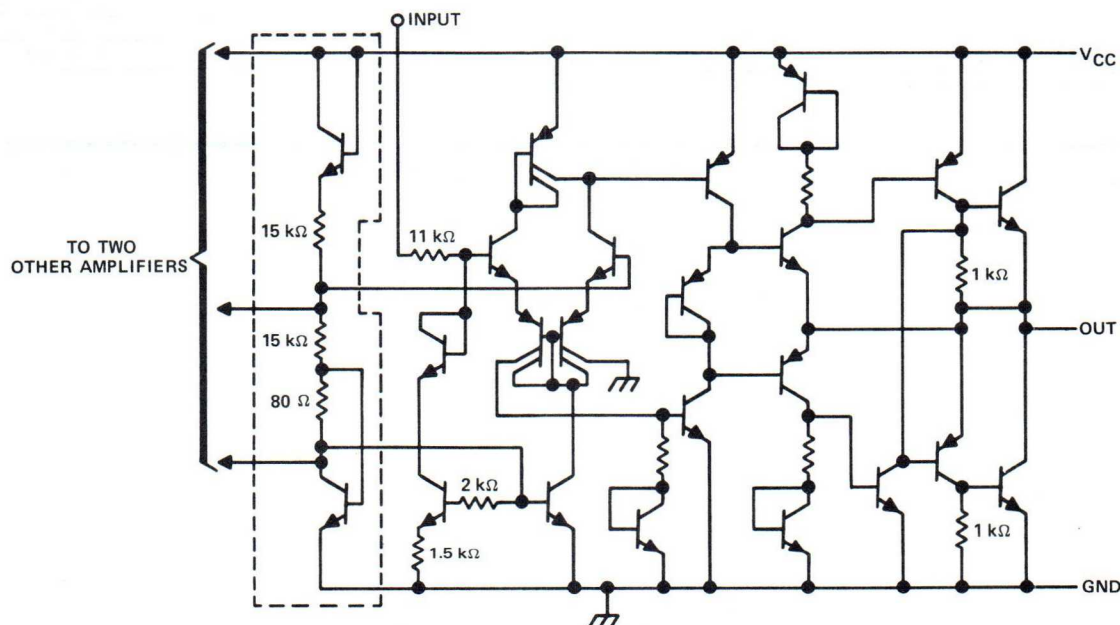 INPUT
VCC
15 kΩ
11 kΩ
TO TWO
OTHER AMPLIFIERS
1 kΩ
15 kΩ
OUT
80 Ω
2 kΩ
1.5 kΩ
1 kΩ
GND